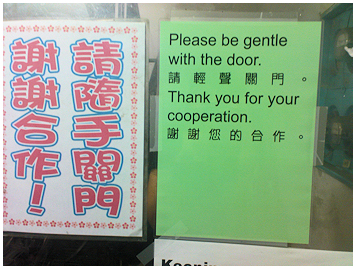 請隨手關門
謝謝合作！
Please be gentle
with the door.
請輕聲關門。
Thank you for your
cooperation.
謝謝您的合作。